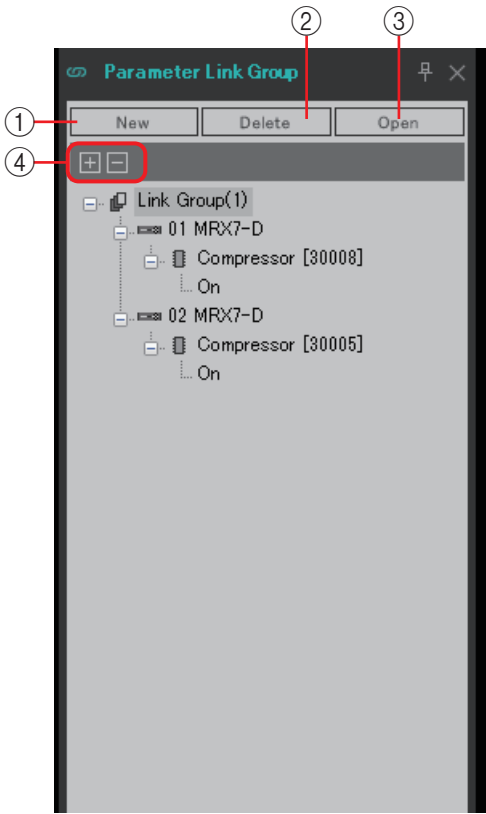 ② ③
Parameter Link Group
① New Delete Open
④
Link Group(1)
01 MRX7-D
Compressor [30008]
On
02 MRX7-D
Compressor [30005]
On